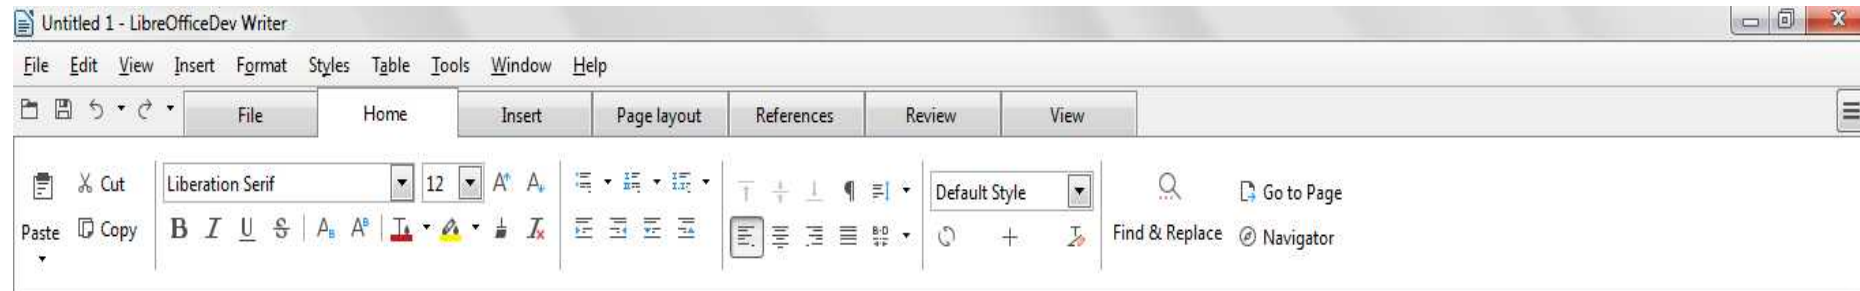 Untitled 1 - LibreOfficeDev Writer
File Edit View Insert Format Styles Table Tools Window Help
File Home Insert Page layout References Review View
Cut Liberation Serif 12 Default Style Go to Page
Paste Copy Find & Replace Navigator